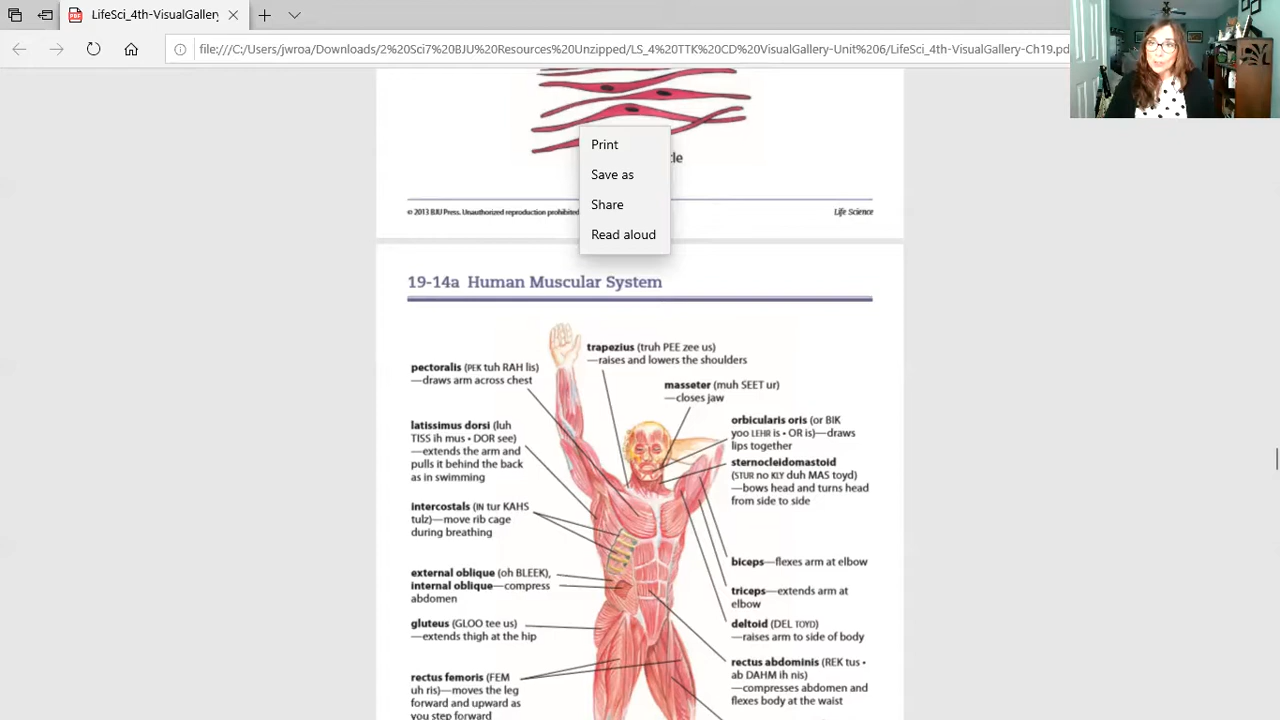 LifeSci_4th-VisualGallery
file:///C:/Users/jwroa/Downloads/2%20Sci7%20BJU%20Resources%20Unzipped/LS_4%20TTK%20CD%20VisualGallery-Unit%206/LifeSci_4th-VisualGallery-Ch19.pd
Print
Save as
Share
Read aloud
© 2013 BJU Press. Unauthorized reproduction prohibited
Life Science
19-14a Human Muscular System
trapezius (truh PEE zee us)
—raises and lowers the shoulders
pectoralis (PEK tuh RAH lis)
—draws arm across chest
masseter (muh SEET ur)
—closes jaw
orbicularis oris (or BIK
yoo LEHR is • OR is)—draws
lips together
latissimus dorsi (luh
TISS ih mus • DOR see)
—extends the arm and
pulls it behind the back
as in swimming
sternocleidomastoid
(STUR no KLY duh MAS toyd)
—bows head and turns head
from side to side
intercostals (IN tur KAHS
tulz)—move rib cage
during breathing
biceps—flexes arm at elbow
external oblique (oh BLEEK),
internal oblique—compress
abdomen
triceps—extends arm at
elbow
gluteus (GLOO tee us)
—extends thigh at the hip
deltoid (DEL TOYD)
—raises arm to side of body
rectus femoris (FEM
uh ris)—moves the leg
forward and upward as
you step forward
rectus abdominis (REK tus •
ab DAHM ih nis)
—compresses abdomen and
flexes body at the waist